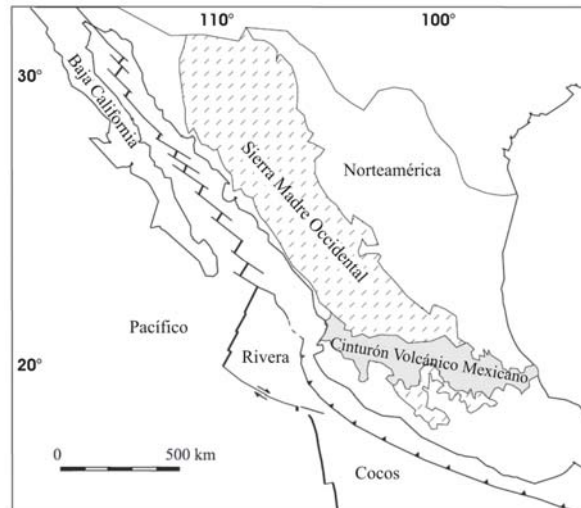 110°
100°
30°
Baja California
Sierra Madre Occidental
Norteamérica
Pacífico
Rivera
20°
Cinturón Volcánico Mexicano
0
500 km
Cocos